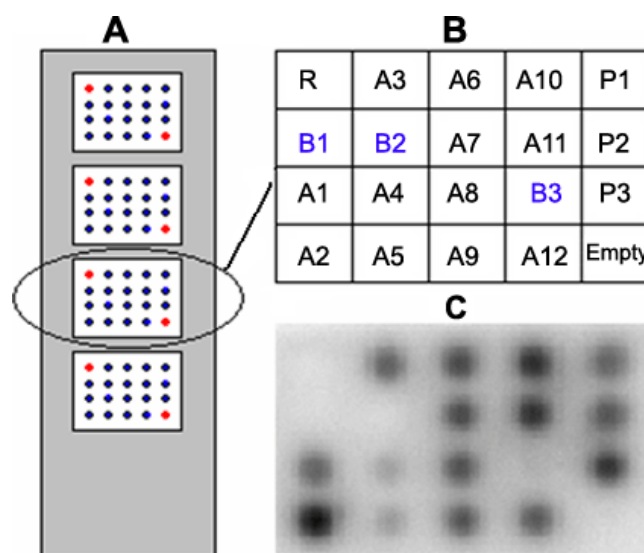 A
B
R A3 A6 A10 P1
B1 B2 A7 A11 P2
A1 A4 A8 B3 P3
A2 A5 A9 A12 Empty
C